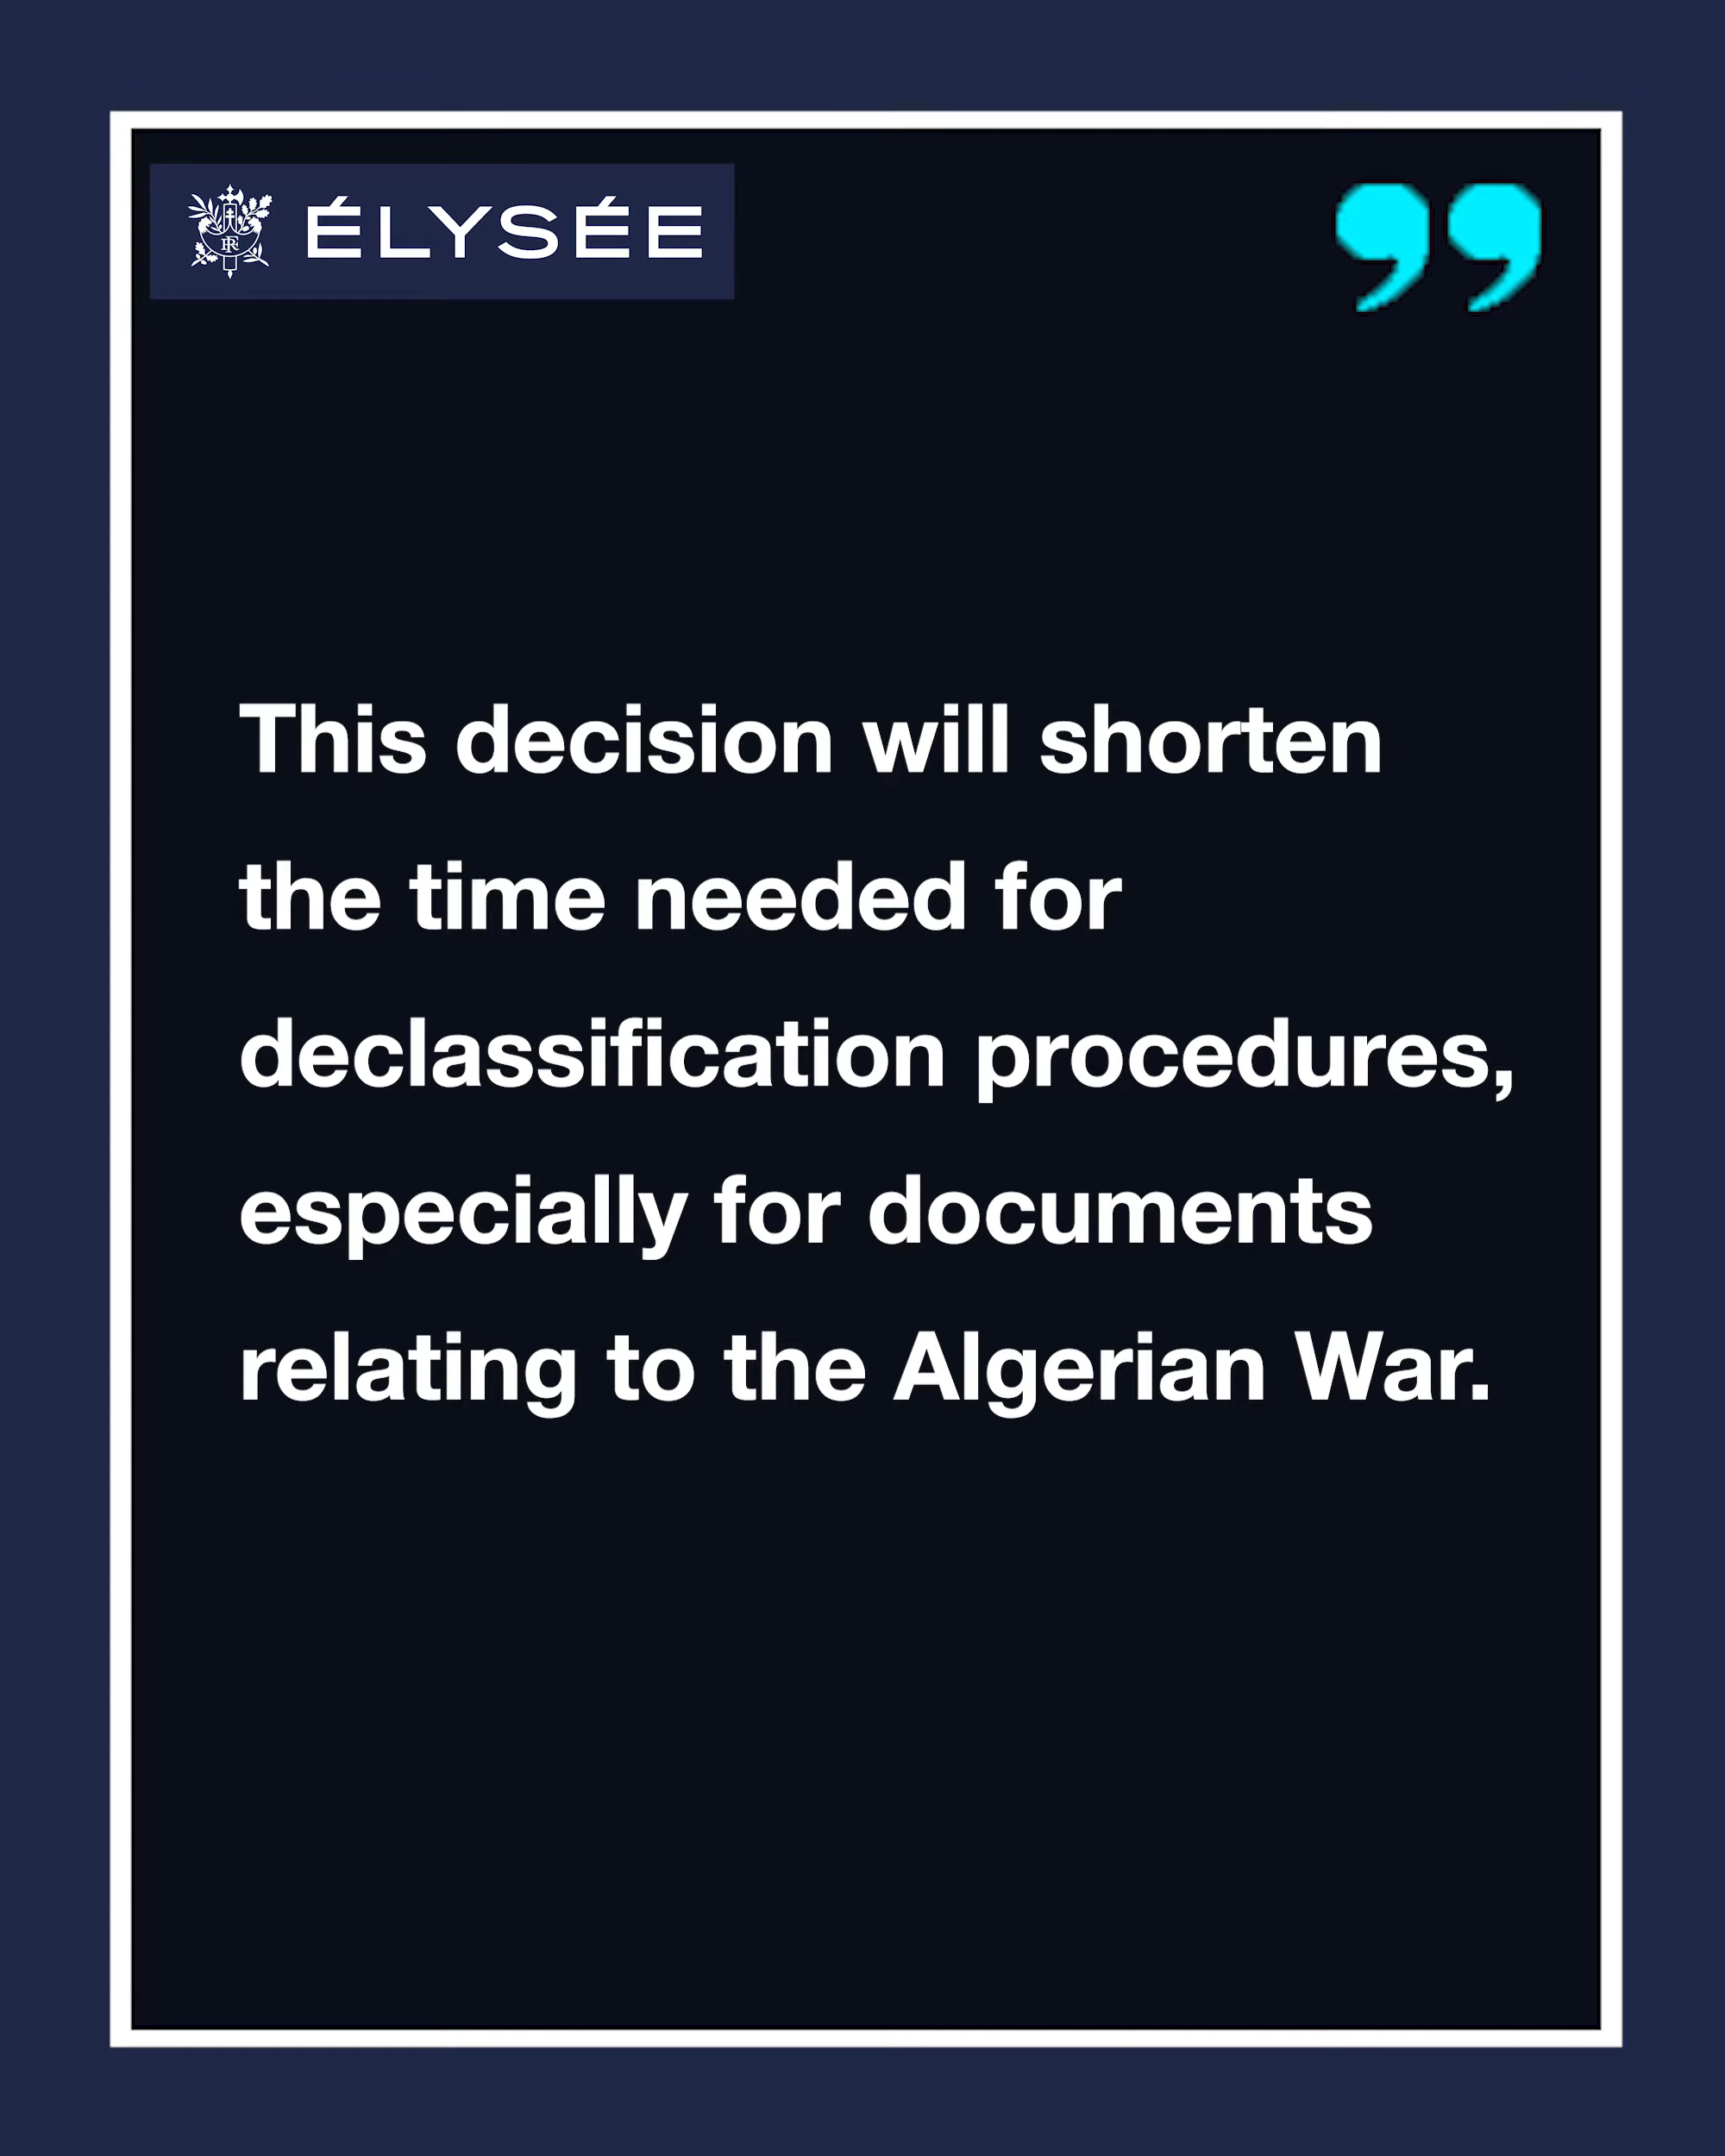 ÉLYSÉE
”
This decision will shorten
the time needed for
declassification procedures,
especially for documents
relating to the Algerian War.